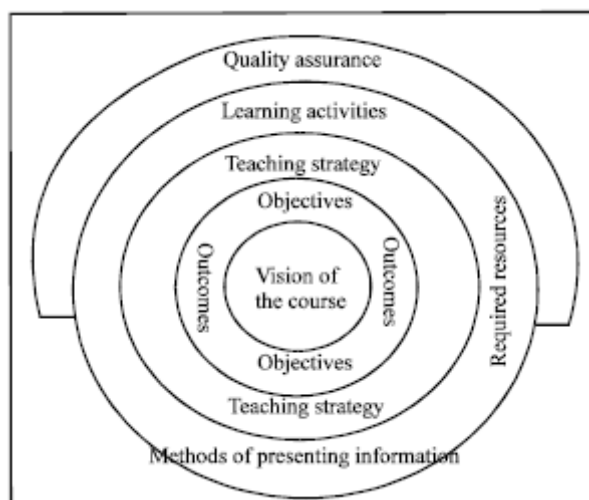 Quality assurance
Learning activities
Teaching strategy
Objectives
Outcomes
Vision of
the course
Outcomes
Required resources
Objectives
Teaching strategy
Methods of presenting information